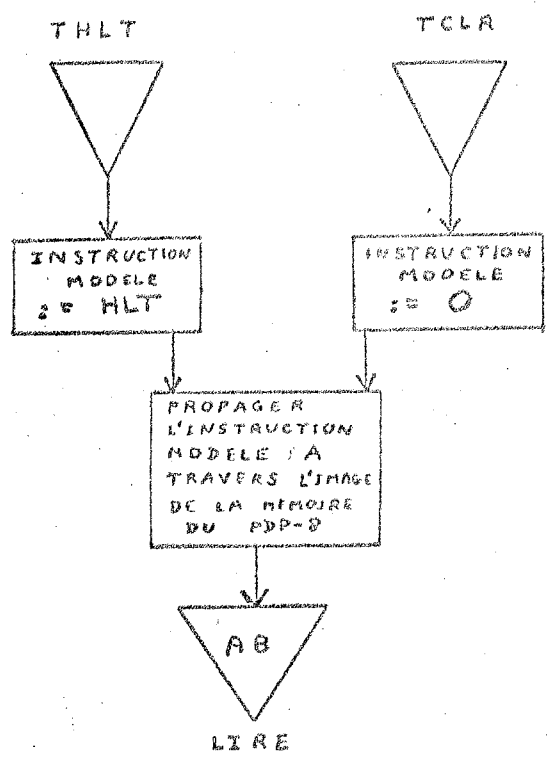 THLT
TCLR
INSTRUCTION
MODELE
:= HLT
INSTRUCTION
MODELE
:= 0
PROPAGER
L'INSTRUCTION
MODELE : A
TRAVERS L'IMAGE
DE LA MEMOIRE
DU PDP-8
AB
LIRE